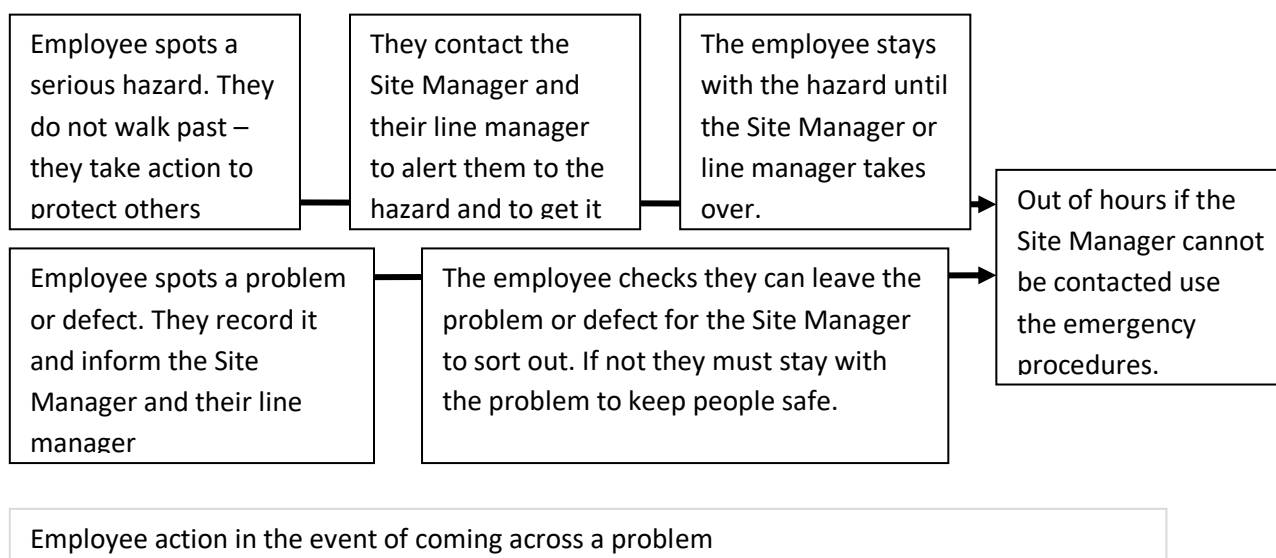 Employee spots a
serious hazard. They
do not walk past –
they take action to
protect others
They contact the
Site Manager and
their line manager
to alert them to the
hazard and to get it
The employee stays
with the hazard until
the Site Manager or
line manager takes
over.
Out of hours if the
Site Manager cannot
be contacted use
the emergency
procedures.
Employee spots a problem
or defect. They record it
and inform the Site
Manager and their line
manager
The employee checks they can leave the
problem or defect for the Site Manager
to sort out. If not they must stay with
the problem to keep people safe.
Employee action in the event of coming across a problem